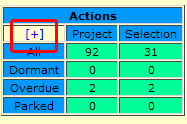 Actions
[+] Project Selection
All 92 31
Dormant 0 0
Overdue 2 2
Parked 0 0